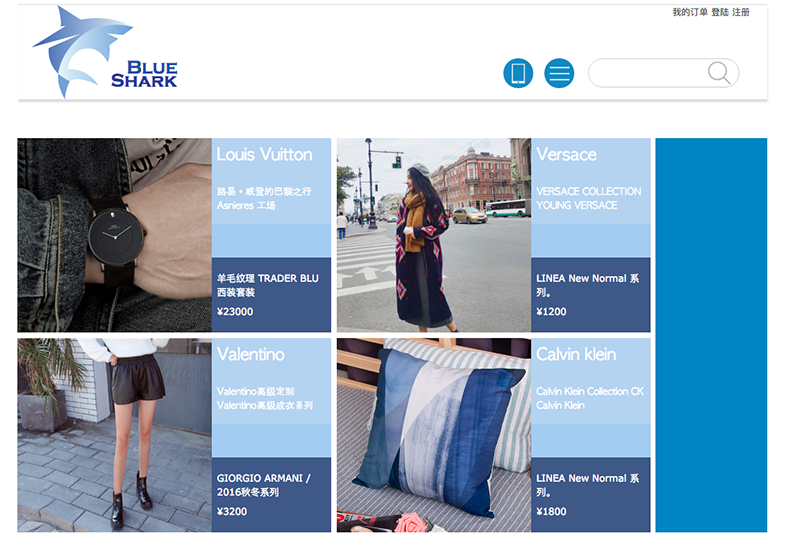 我的订单 登陆 注册
BLUE
SHARK
Louis Vuitton
路易·威登的巴黎之行
Asnieres 工场
羊毛纹理 TRADER BLU
西装套装
¥23000
Versace
VERSACE COLLECTION
YOUNG VERSACE
LINEA New Normal 系
列。
¥1200
Valentino
Valentino高级定制
Valentino高级成衣系列
GIORGIO ARMANI /
2016秋冬系列
¥3200
Calvin klein
Calvin Klein Collection CK
Calvin Klein
LINEA New Normal 系
列。
¥1800